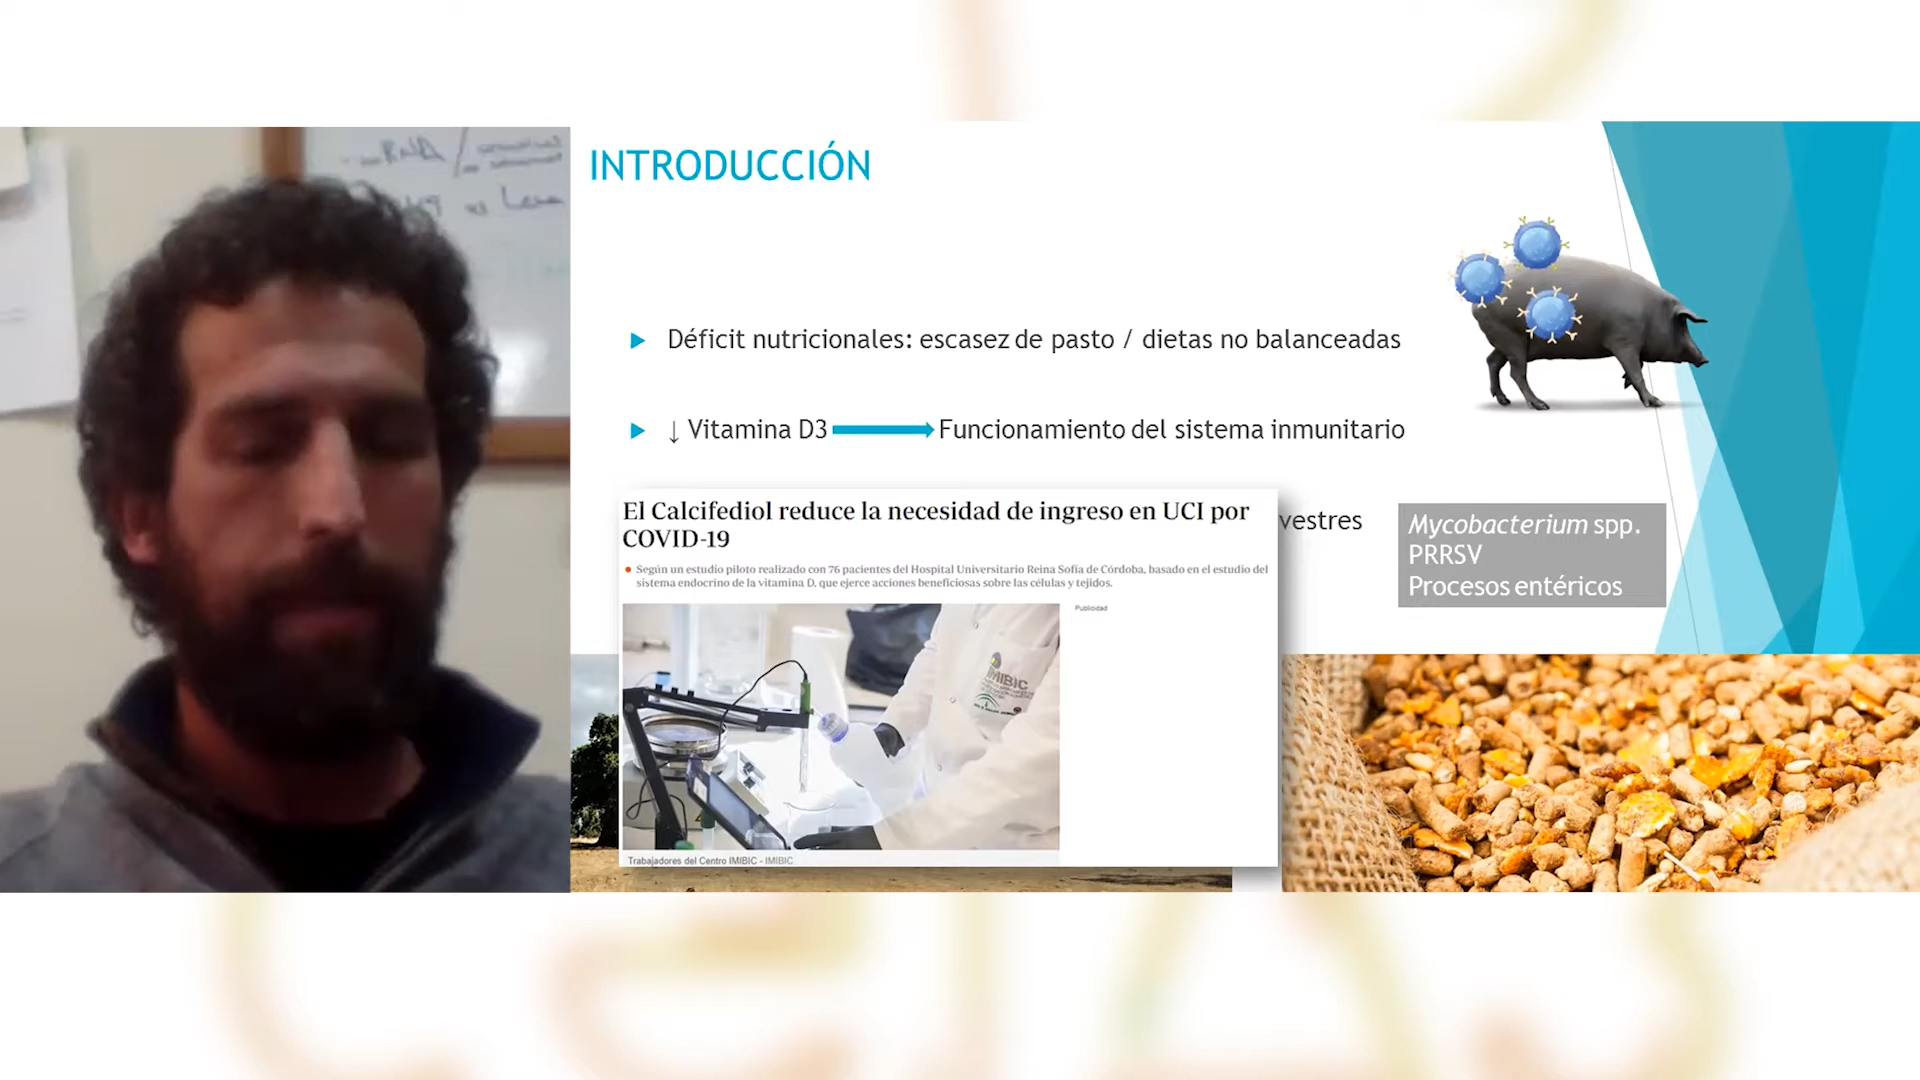 INTRODUCCIÓN
Déficit nutricionales: escasez de pasto / dietas no balanceadas
↓ Vitamina D3 Funcionamiento del sistema inmunitario
vestres
Mycobacterium spp.
PRRSV
Procesos entéricos
El Calcifediol reduce la necesidad de ingreso en UCI por
COVID-19
Según un estudio piloto realizado con 76 pacientes del Hospital Universitario Reina Sofía de Córdoba, basado en el estudio del
sistema endocrino de la vitamina D, que ejerce acciones beneficiosas sobre las células y tejidos.
Publicidad
IMIBIC
Trabajadores del Centro IMIBIC - IMIBIC